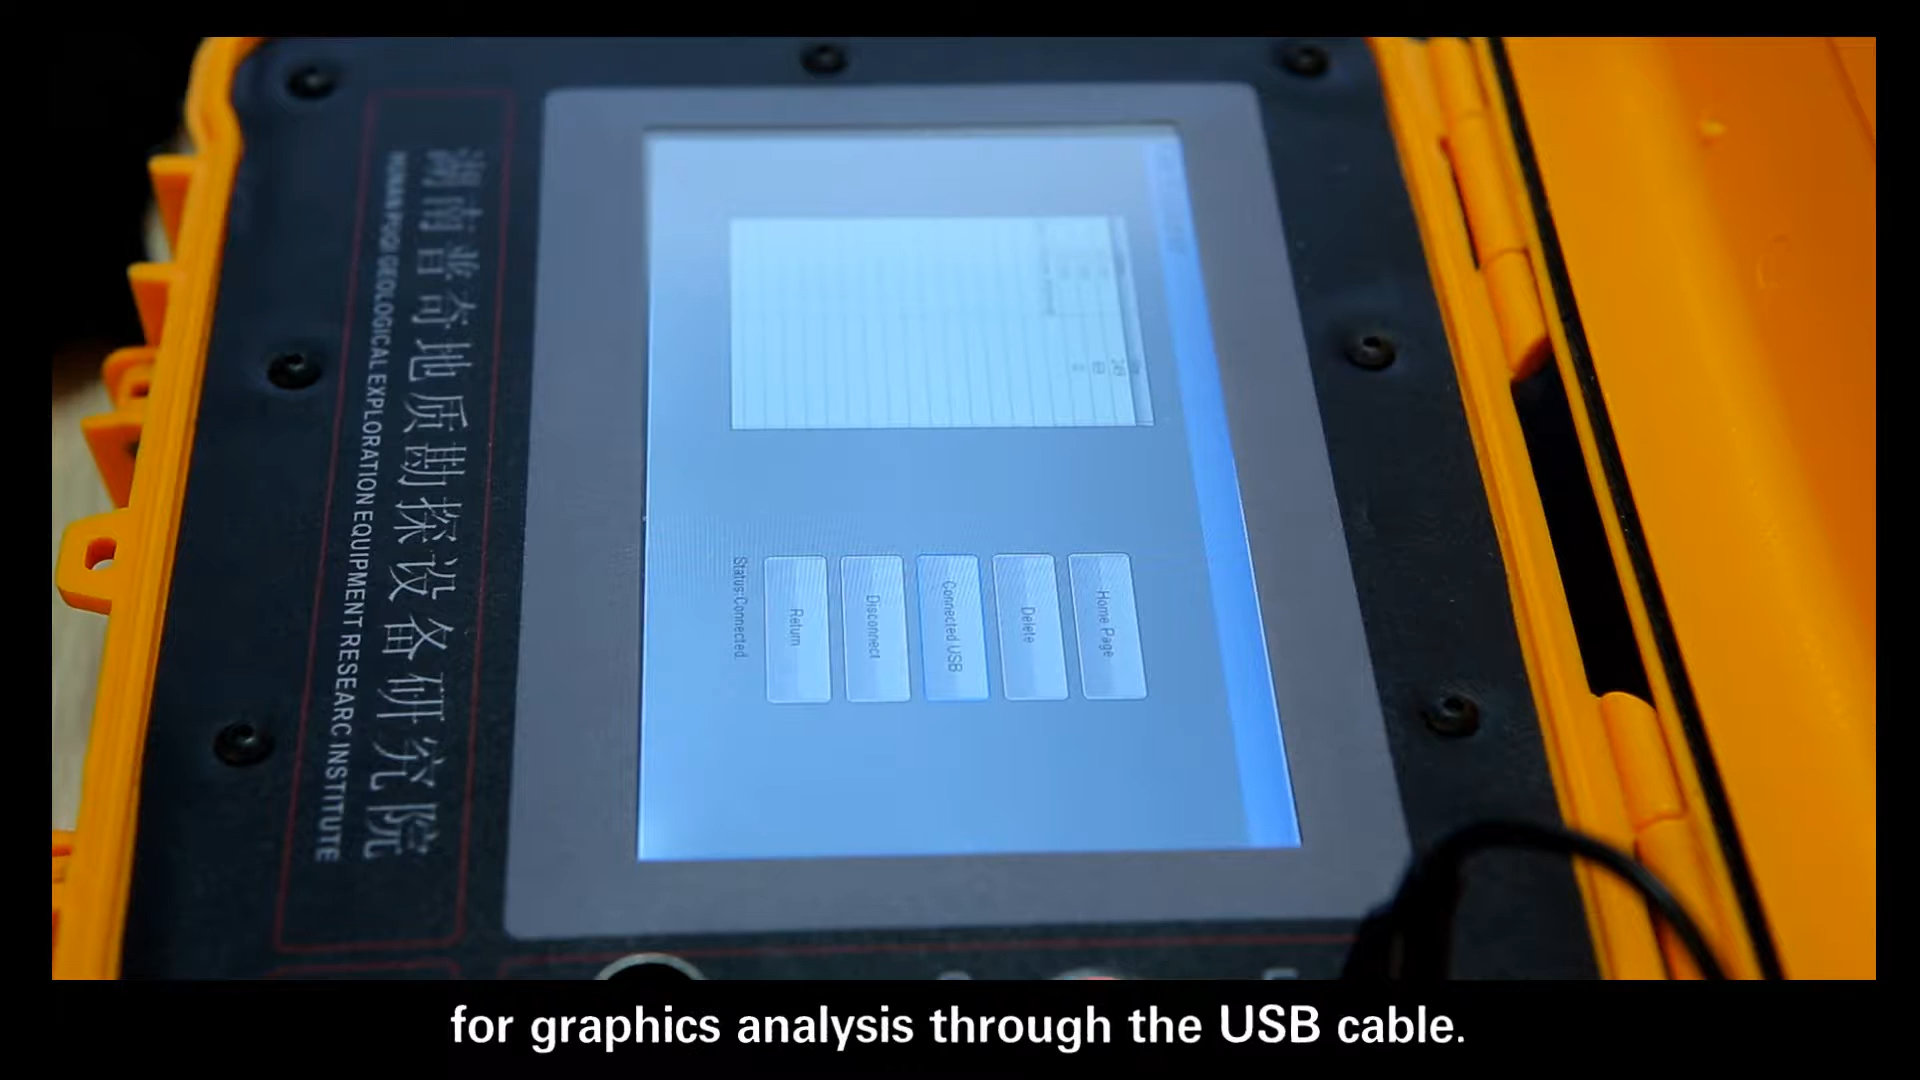 湖南普奇地质勘探设备研究院
HUNAN PUQI GEOLOGICAL EXPLORATION EQUIPMENT RESEARC INSTITUTE
Home Page
Delete
Connected USB
Disconnect
Return
Status:Connected.
for graphics analysis through the USB cable.